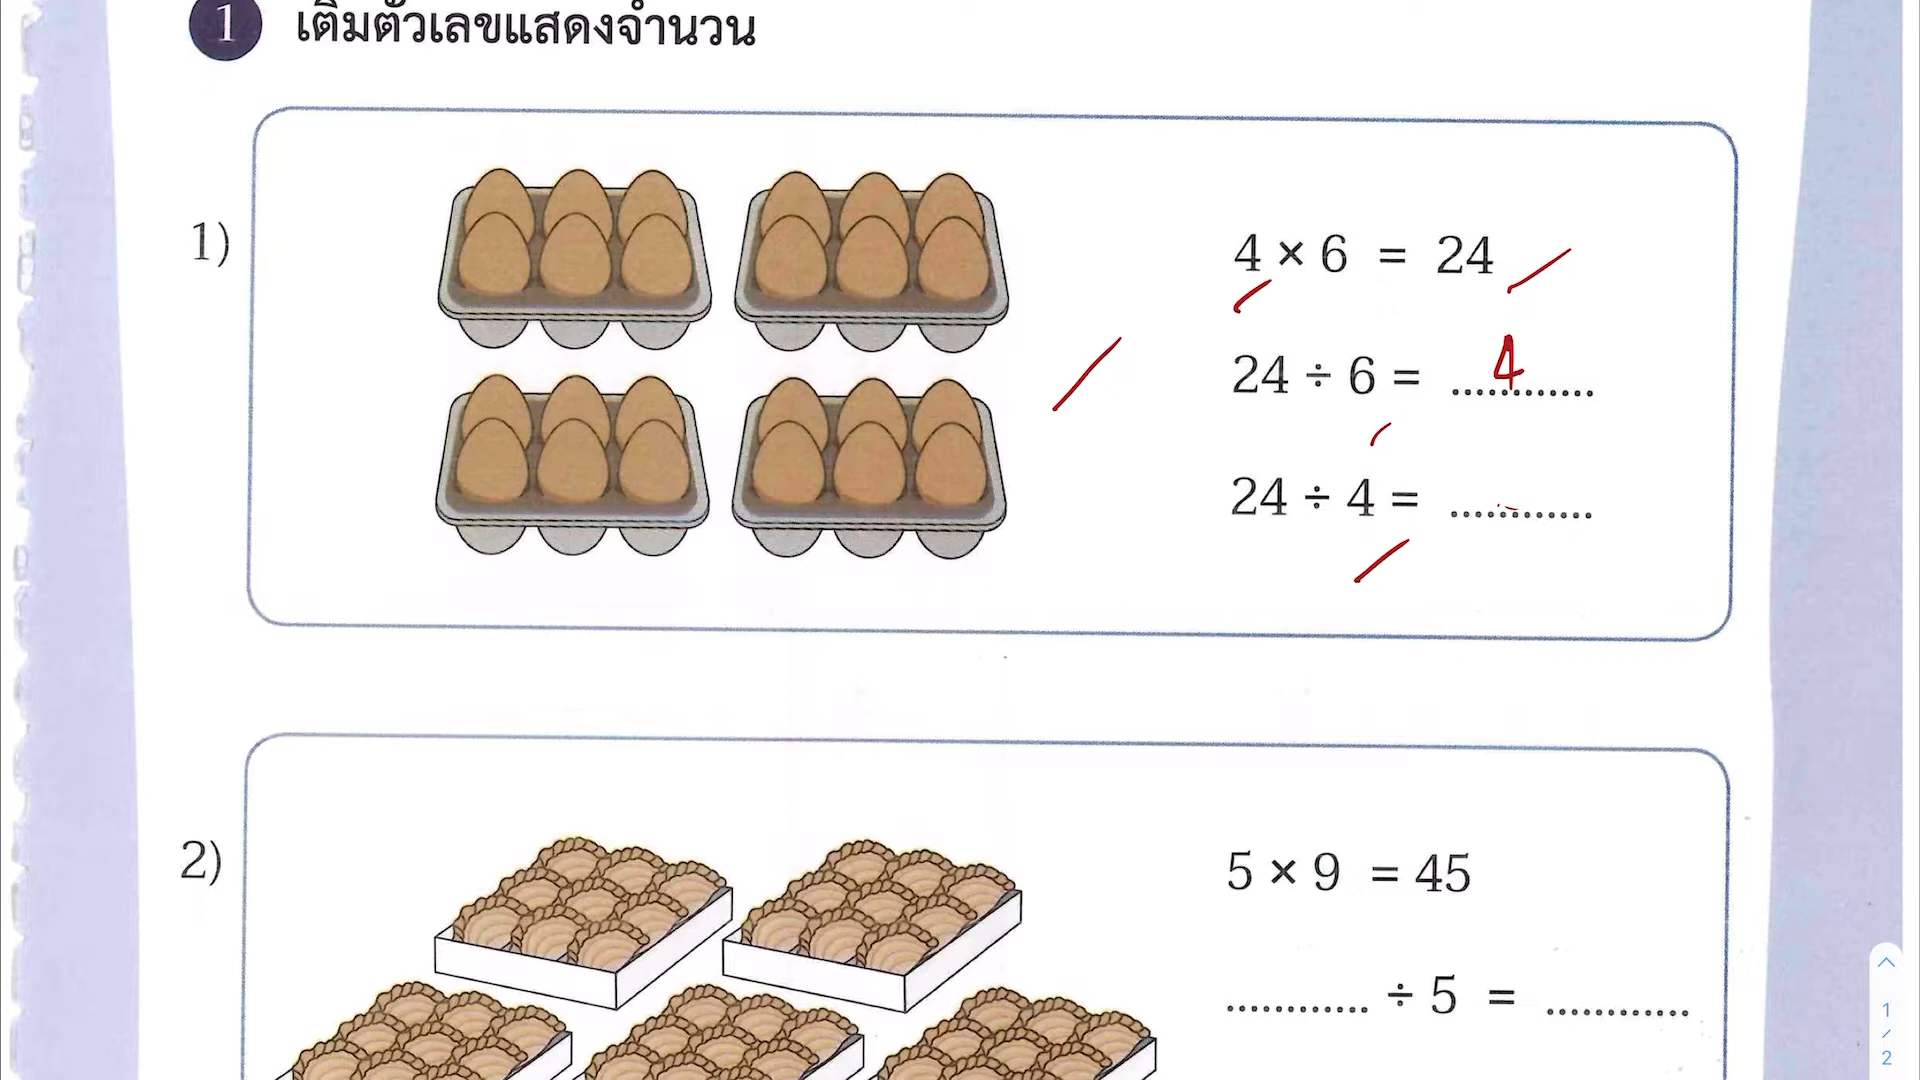 1 เติมตัวเลขแสดงจำนวน
1)
4 × 6 = 24
24 ÷ 6 = ............ 4
24 ÷ 4 = ............
2)
5 × 9 = 45
............ ÷ 5 = ............
1 / 2